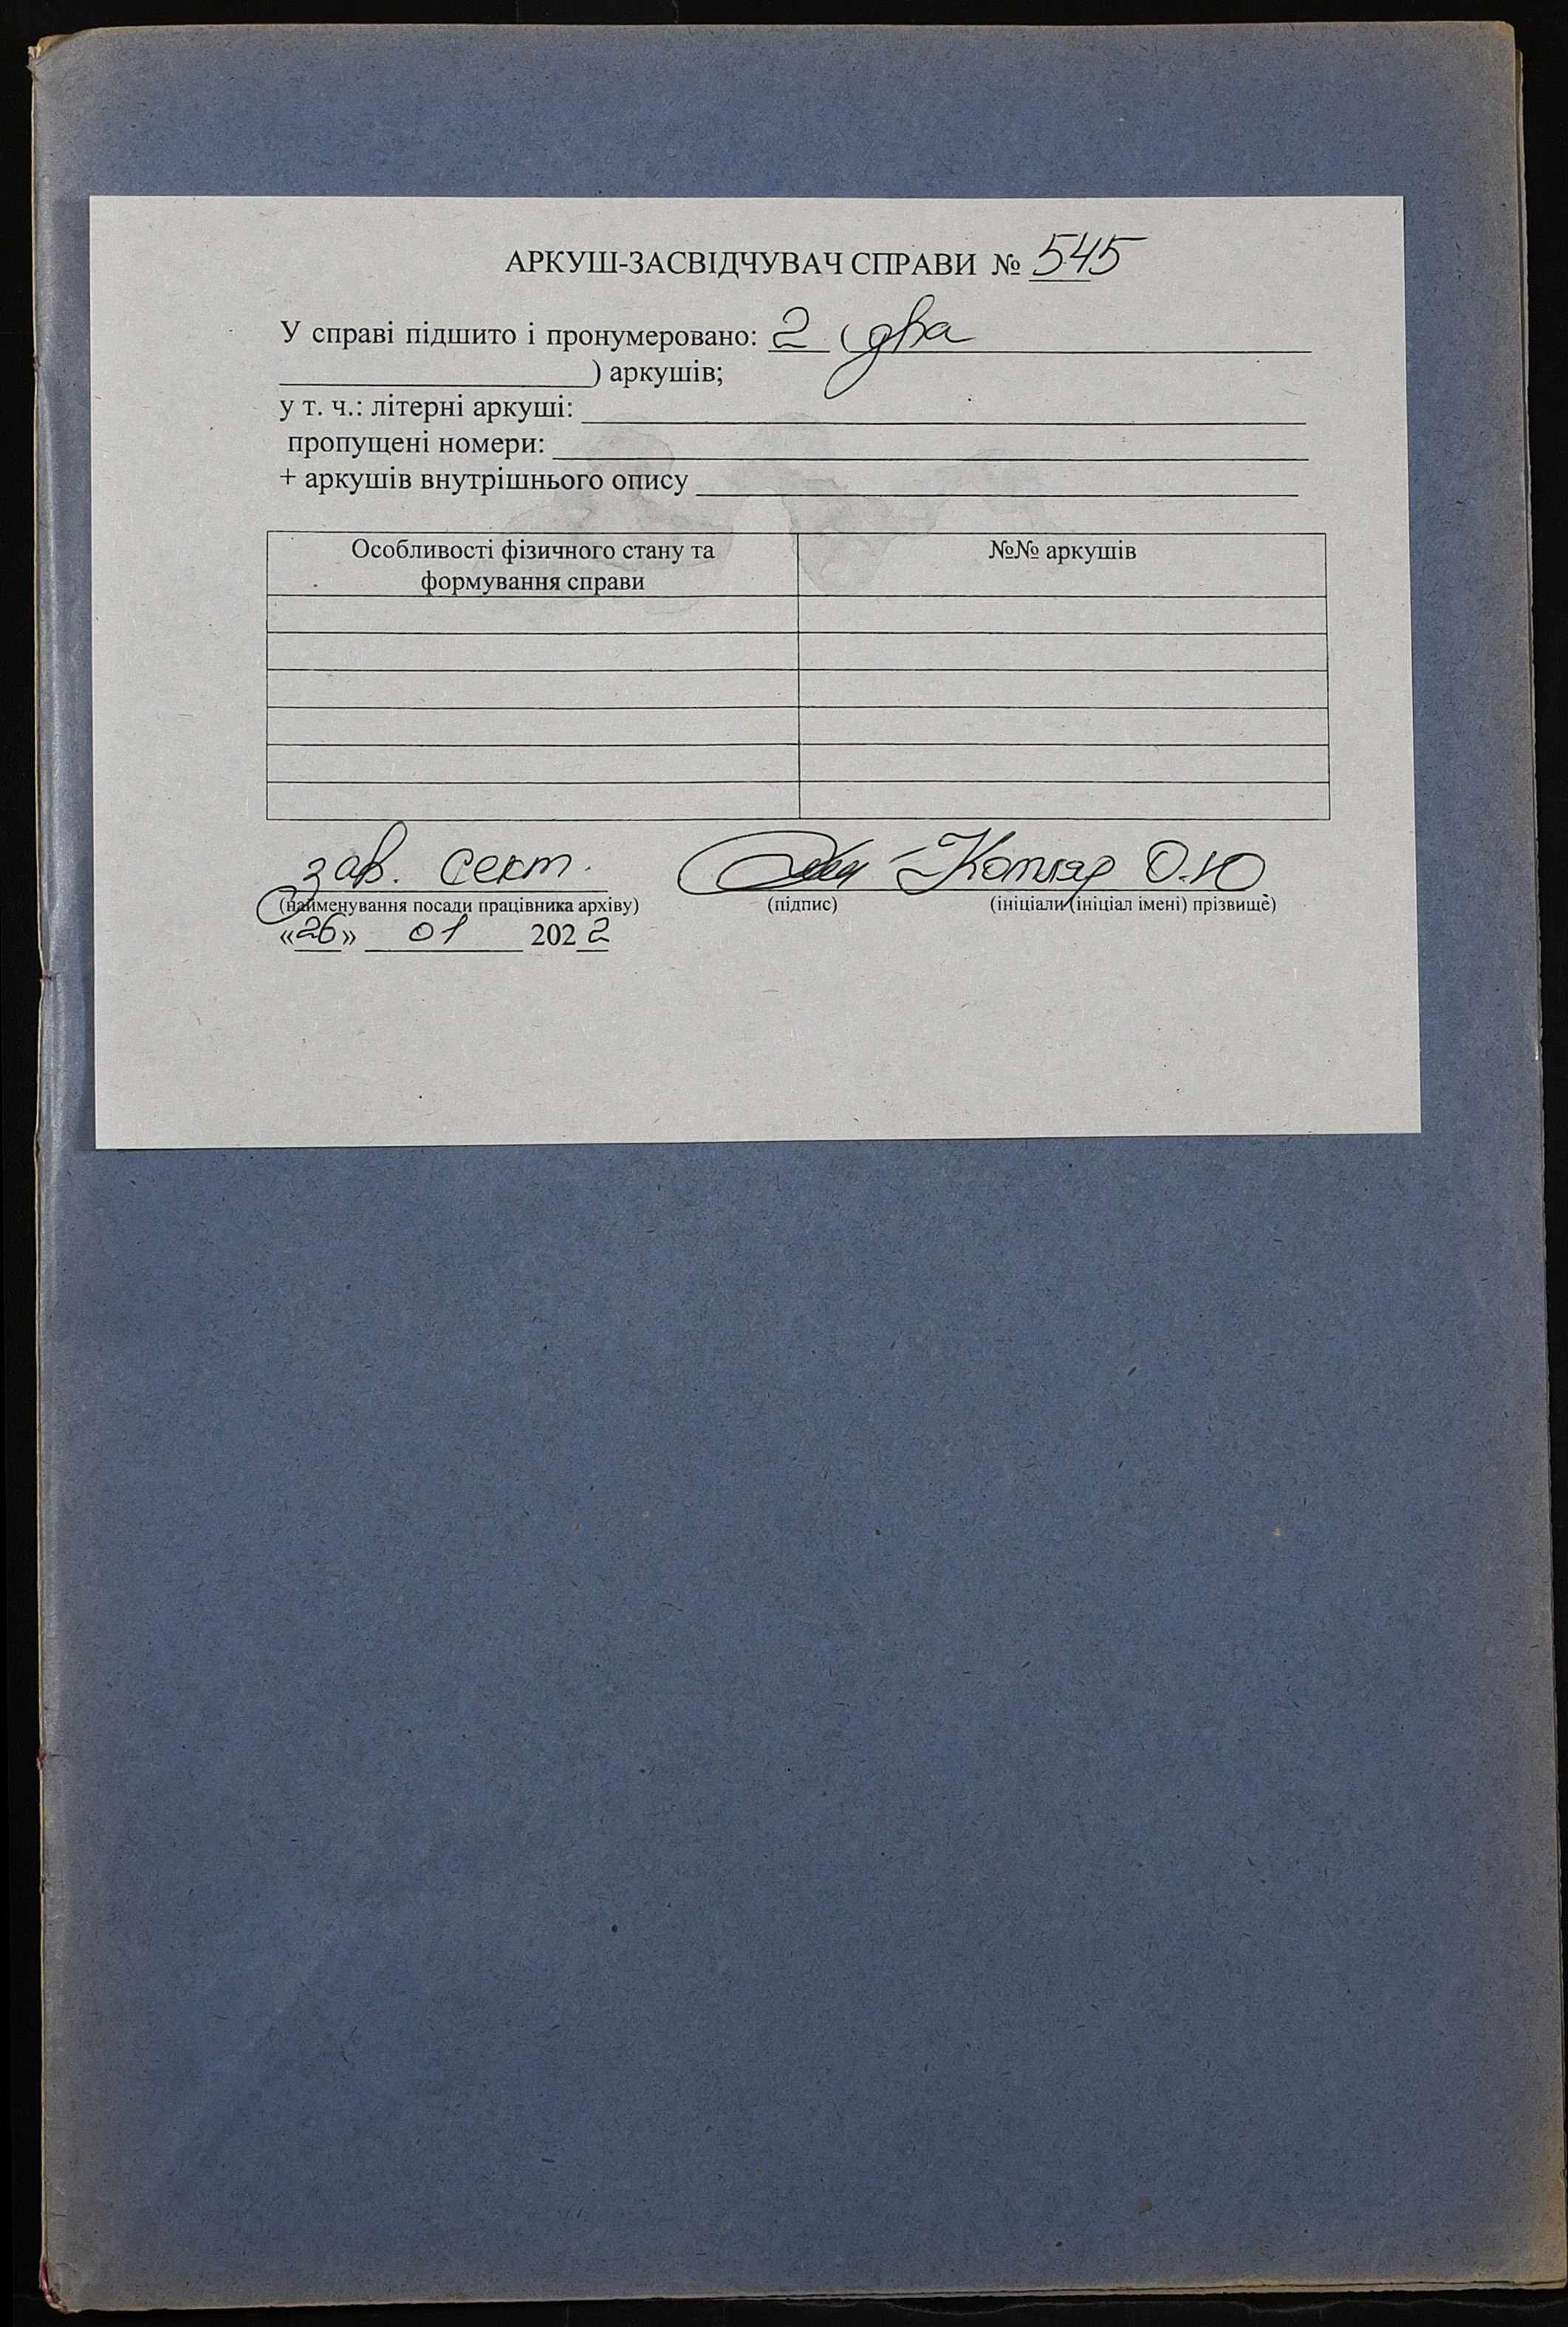 АРКУШ-ЗАСВІДЧУВАЧ СПРАВИ № 545
У справі підшито і пронумеровано: 2 (два
) аркушів;
у т. ч.: літерні аркуші:
пропущені номери:
+ аркушів внутрішнього опису
Особливості фізичного стану та формування справи
№№ аркушів
зав. сект. Котляр О.Ю
(найменування посади працівника архіву) (підпис) (ініціали (ініціал імені) прізвище)
«26» 01 2022